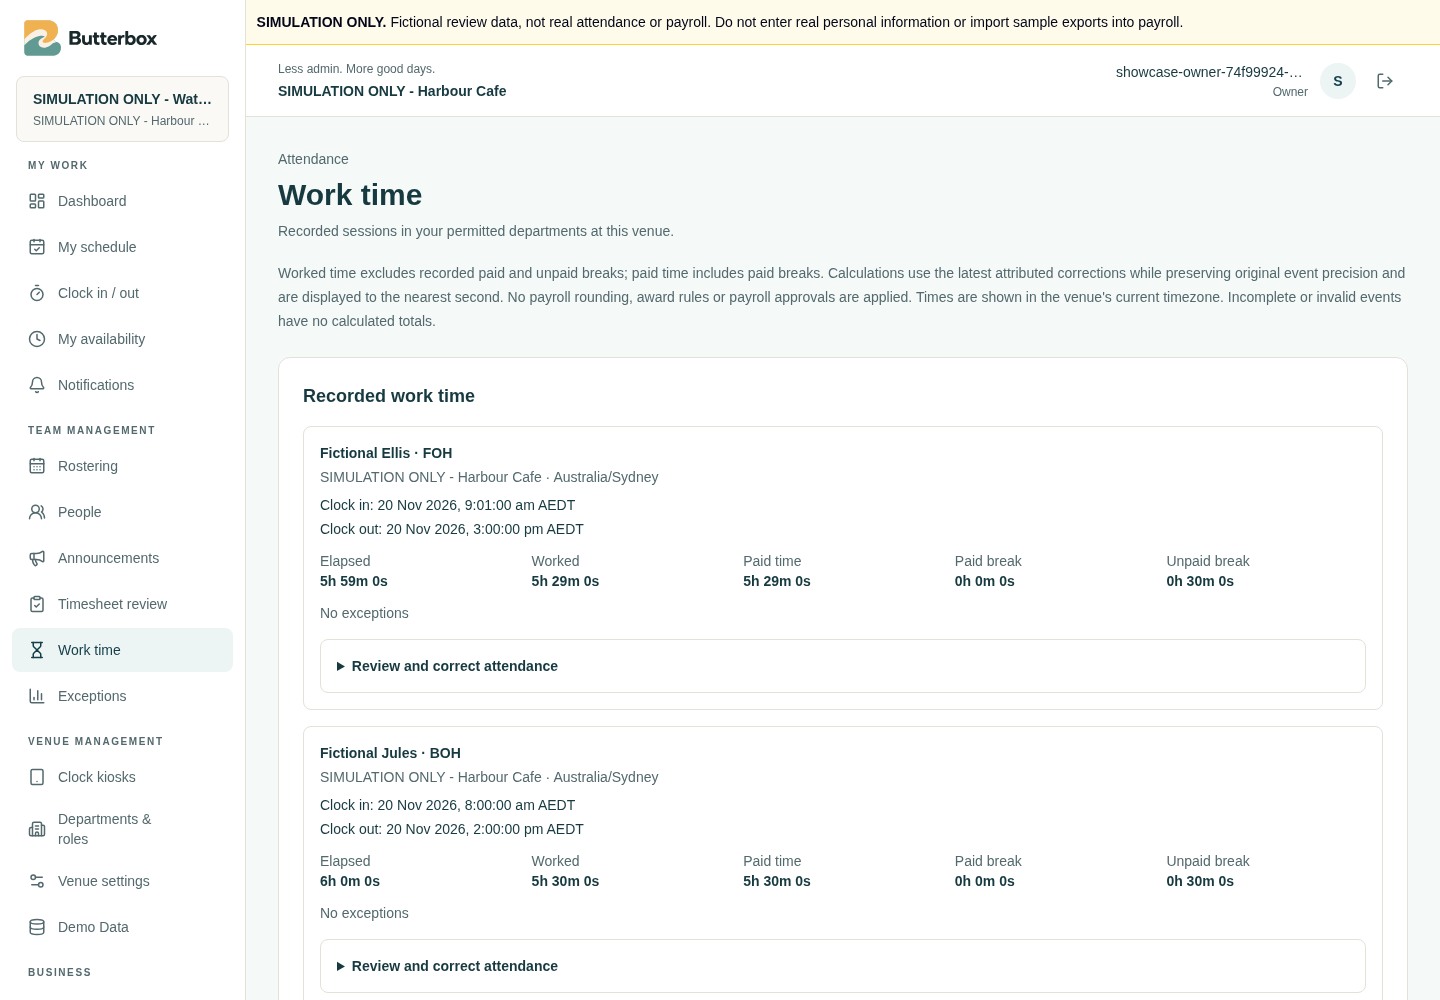 Butterbox
SIMULATION ONLY - Wat…
SIMULATION ONLY - Harbour …
MY WORK
Dashboard
My schedule
Clock in / out
My availability
Notifications
TEAM MANAGEMENT
Rostering
People
Announcements
Timesheet review
Work time
Exceptions
VENUE MANAGEMENT
Clock kiosks
Departments &
roles
Venue settings
Demo Data
BUSINESS
SIMULATION ONLY. Fictional review data, not real attendance or payroll. Do not enter real personal information or import sample exports into payroll.
Less admin. More good days.
SIMULATION ONLY - Harbour Cafe
showcase-owner-74f99924-…
Owner
S
Attendance
Work time
Recorded sessions in your permitted departments at this venue.
Worked time excludes recorded paid and unpaid breaks; paid time includes paid breaks. Calculations use the latest attributed corrections while preserving original event precision and
are displayed to the nearest second. No payroll rounding, award rules or payroll approvals are applied. Times are shown in the venue's current timezone. Incomplete or invalid events
have no calculated totals.
Recorded work time
Fictional Ellis · FOH
SIMULATION ONLY - Harbour Cafe · Australia/Sydney
Clock in: 20 Nov 2026, 9:01:00 am AEDT
Clock out: 20 Nov 2026, 3:00:00 pm AEDT
Elapsed Worked Paid time Paid break Unpaid break
5h 59m 0s 5h 29m 0s 5h 29m 0s 0h 0m 0s 0h 30m 0s
No exceptions
Review and correct attendance
Fictional Jules · BOH
SIMULATION ONLY - Harbour Cafe · Australia/Sydney
Clock in: 20 Nov 2026, 8:00:00 am AEDT
Clock out: 20 Nov 2026, 2:00:00 pm AEDT
Elapsed Worked Paid time Paid break Unpaid break
6h 0m 0s 5h 30m 0s 5h 30m 0s 0h 0m 0s 0h 30m 0s
No exceptions
Review and correct attendance